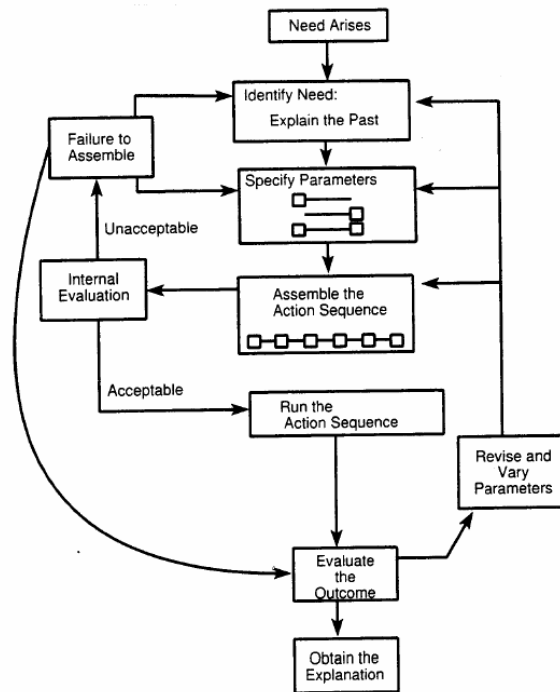 Need Arises
Identify Need:
Explain the Past
Failure to
Assemble
Specify Parameters
Unacceptable
Internal
Evaluation
Assemble the
Action Sequence
Acceptable
Run the
Action Sequence
Revise and
Vary
Parameters
Evaluate
the
Outcome
Obtain the
Explanation